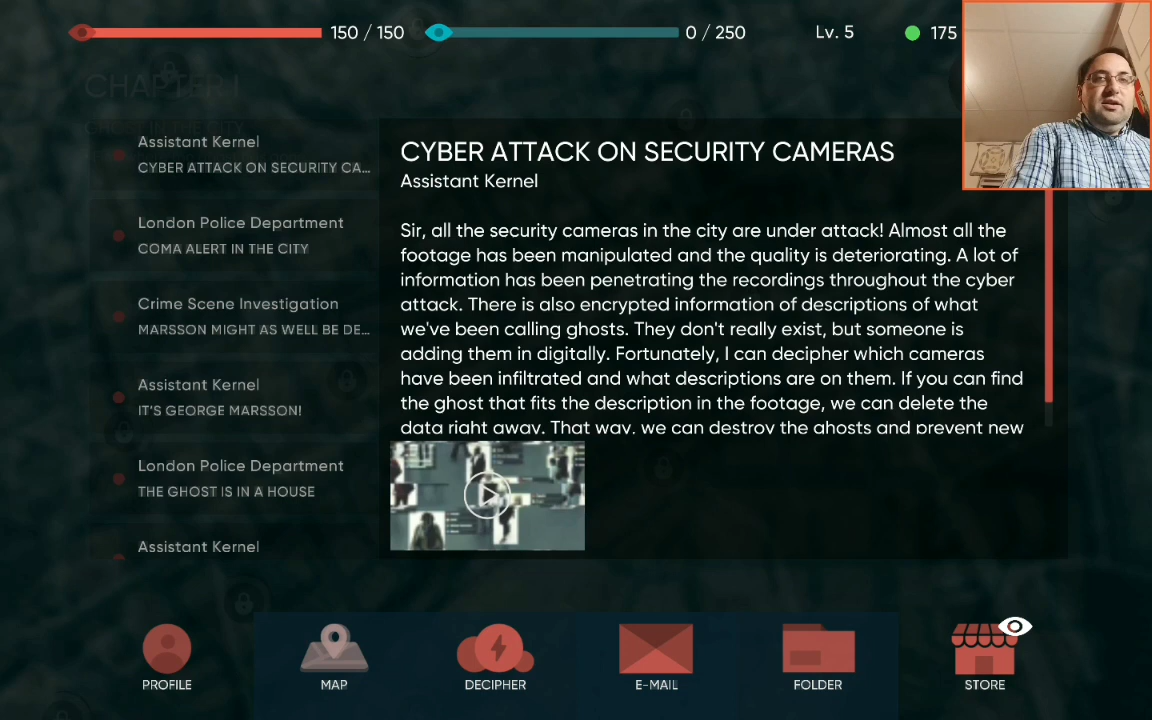 150 / 150
0 / 250
Lv. 5
175
CHAPTER I
Assistant Kernel
CYBER ATTACK ON SECURITY CA...
London Police Department
COMA ALERT IN THE CITY
Crime Scene Investigation
MARSSON MIGHT AS WELL BE DE...
Assistant Kernel
IT'S GEORGE MARSSON!
London Police Department
THE GHOST IS IN A HOUSE
Assistant Kernel
CYBER ATTACK ON SECURITY CAMERAS
Assistant Kernel
Sir, all the security cameras in the city are under attack! Almost all the
footage has been manipulated and the quality is deteriorating. A lot of
information has been penetrating the recordings throughout the cyber
attack. There is also encrypted information of descriptions of what
we've been calling ghosts. They don't really exist, but someone is
adding them in digitally. Fortunately, I can decipher which cameras
have been infiltrated and what descriptions are on them. If you can find
the ghost that fits the description in the footage, we can delete the
data right away. That way, we can destroy the ghosts and prevent new
PROFILE
MAP
DECIPHER
E-MAIL
FOLDER
STORE